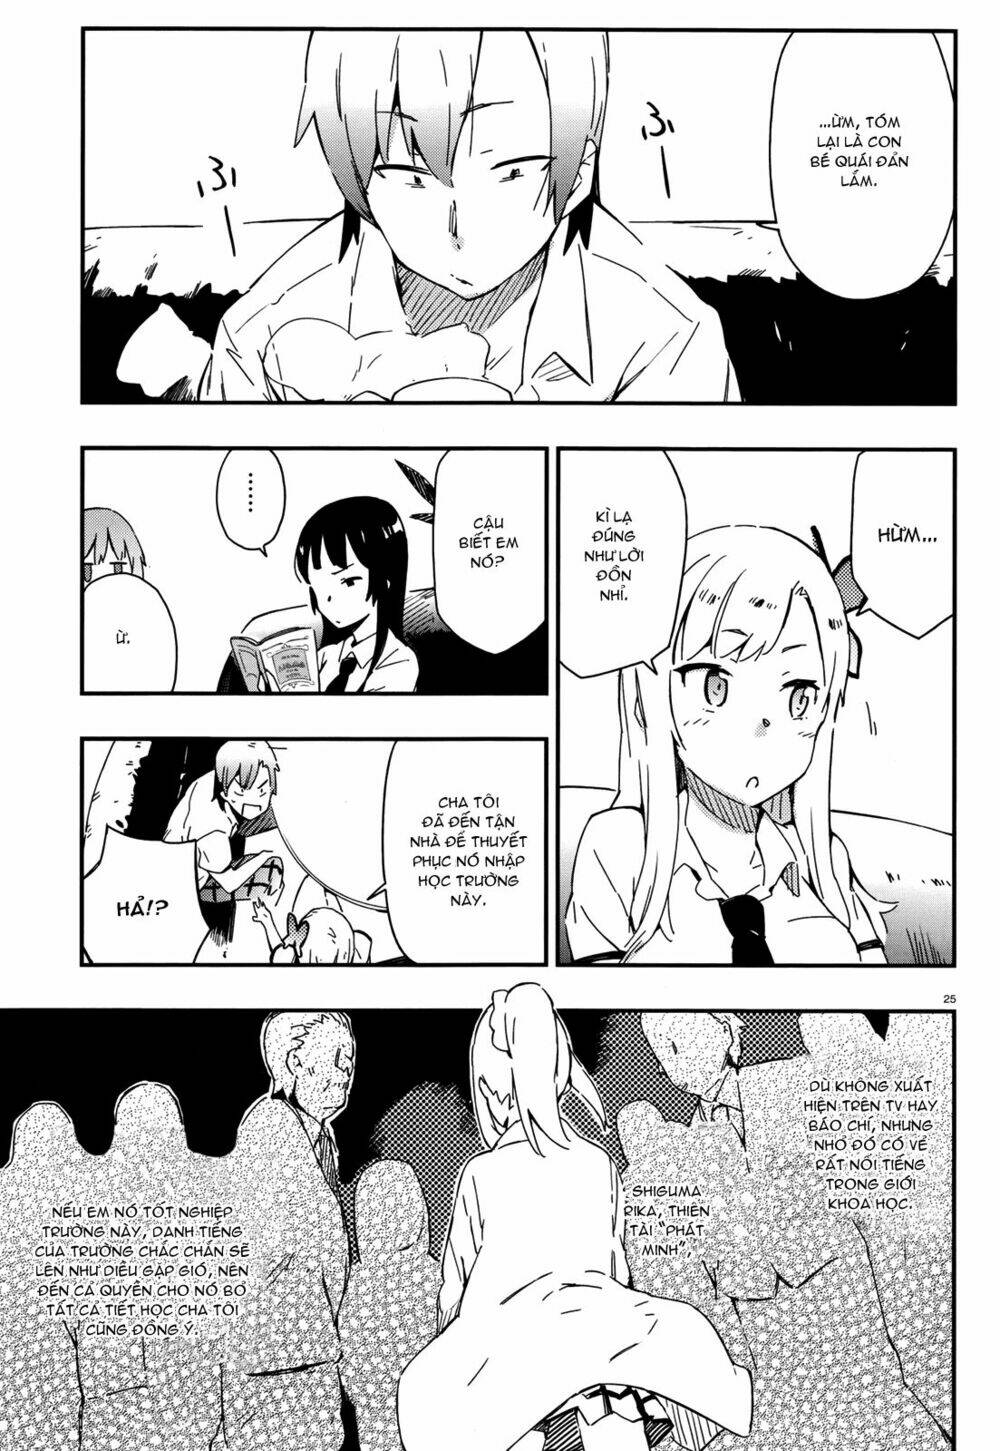 ...ỪM, TÓM
LẠI LÀ CON
BÉ QUÁI ĐẢN
LẮM.
ふー
ふー
HỪM...
KÌ LẠ
ĐÚNG
NHƯ LỜI
ĐỒN
NHỈ.
CẬU
BIẾT EM
NÓ?
.......
Ừ.
CHA TÔI
ĐÃ ĐẾN TẬN
NHÀ ĐỂ THUYẾT
PHỤC NÓ NHẬP
HỌC TRƯỜNG
NÀY.
HẢ!?
25
DÙ KHÔNG XUẤT
HIỆN TRÊN TV HAY
BÁO CHÍ, NHƯNG
NHỎ ĐÓ CÓ VẺ
RẤT NỔI TIẾNG
TRONG GIỚI
KHOA HỌC.
SHIGUMA
RIKA, THIÊN
TÀI "PHÁT
MINH",
NẾU EM NÓ TỐT NGHIỆP
TRƯỜNG NÀY, DANH TIẾNG
CỦA TRƯỜNG CHẮC CHẮN SẼ
LÊN NHƯ DIỀU GẶP GIÓ, NÊN
ĐẾN CẢ QUYỀN CHO NÓ BỎ
TẤT CẢ TIẾT HỌC CHA TÔI
CŨNG ĐỒNG Ý.